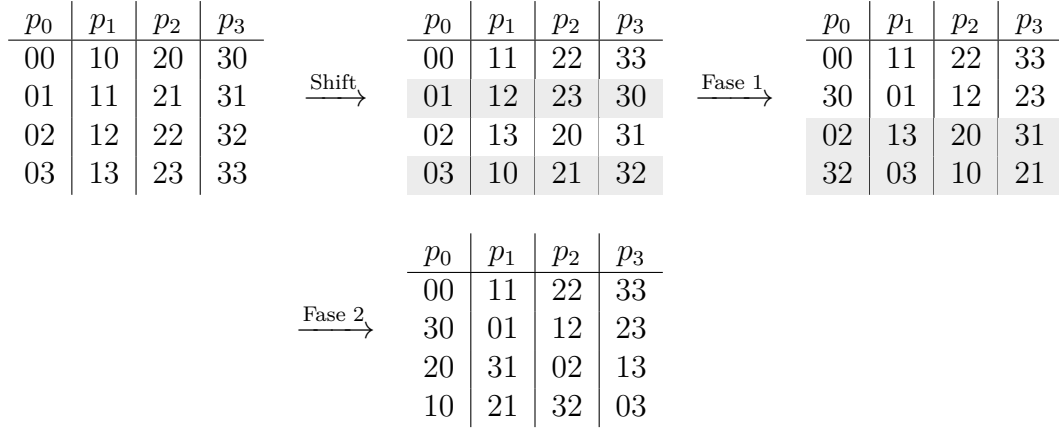 p0 p1 p2 p3 p0 p1 p2 p3 p0 p1 p2 p3
00 10 20 30 00 11 22 33 00 11 22 33
01 11 21 31 Shift 01 12 23 30 Fase 1 30 01 12 23
02 12 22 32 02 13 20 31 02 13 20 31
03 13 23 33 03 10 21 32 32 03 10 21
p0 p1 p2 p3
00 11 22 33
Fase 2 30 01 12 23
20 31 02 13
10 21 32 03